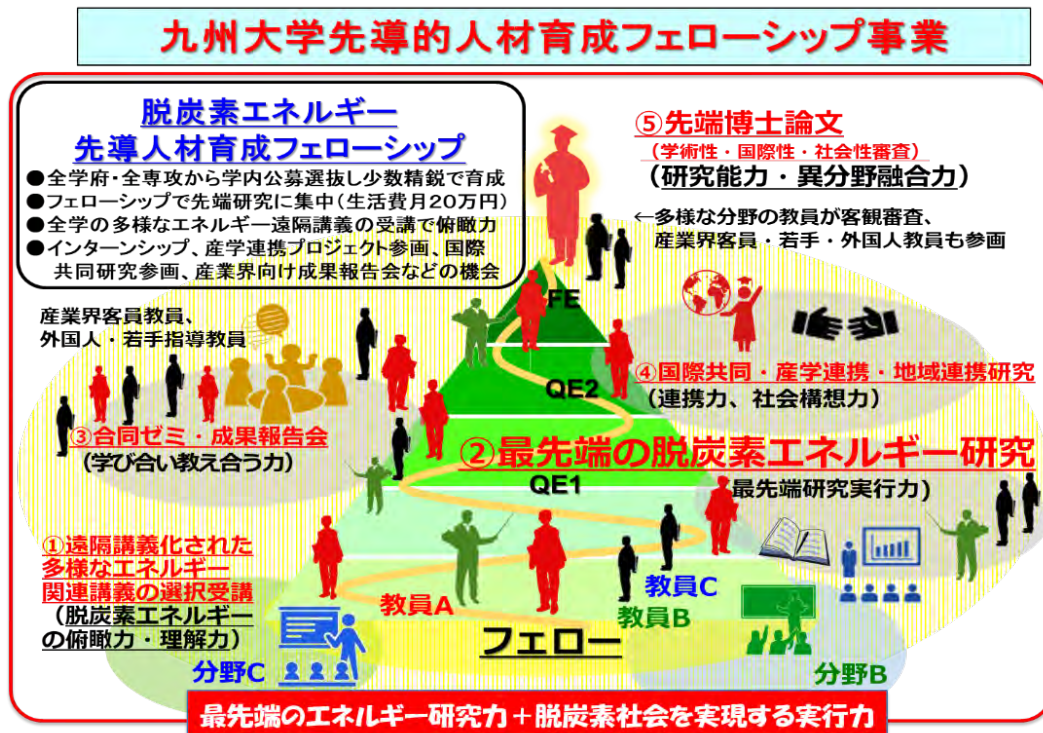 九州大学先導的人材育成フェローシップ事業
脱炭素エネルギー
先導人材育成フェローシップ
●全学府・全専攻から学内公募選抜し少数精鋭で育成
●フェローシップで先端研究に集中(生活費月20万円)
●全学の多様なエネルギー遠隔講義の受講で俯瞰力
●インターンシップ、産学連携プロジェクト参画、国際
共同研究参画、産業界向け成果報告会などの機会
⑤先端博士論文
(学術性・国際性・社会性審査)
(研究能力・異分野融合力)
←多様な分野の教員が客観審査、
産業界客員・若手・外国人教員も参画
FE
産業界客員教員、
外国人・若手指導教員
QE2
④国際共同・産学連携・地域連携研究
(連携力、社会構想力)
③合同ゼミ・成果報告会
(学び合い教え合う力)
②最先端の脱炭素エネルギー研究
QE1
最先端研究実行力)
①遠隔講義化された
多様なエネルギー
関連講義の選択受講
(脱炭素エネルギー
の俯瞰力・理解力)
教員A
教員C
教員B
フェロー
分野C
分野B
最先端のエネルギー研究力+脱炭素社会を実現する実行力